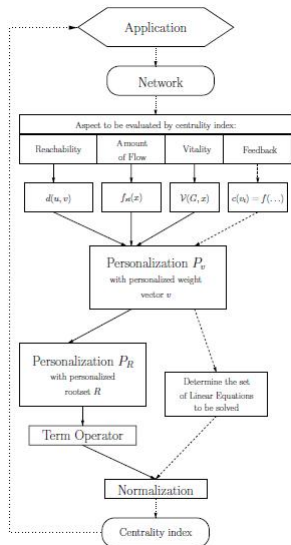 Application
Network
Aspect to be evaluated by centrality index:
Reachability
Amount
of Flow
Vitality
Feedback
d(u, v)
f_{st}(x)
𝒱(G, x)
c(v_i) = f(...)
Personalization P_v
with personalized weight
vector v
Personalization P_R
with personalized
rootset R
Determine the set
of Linear Equations
to be solved
Term Operator
Normalization
Centrality index